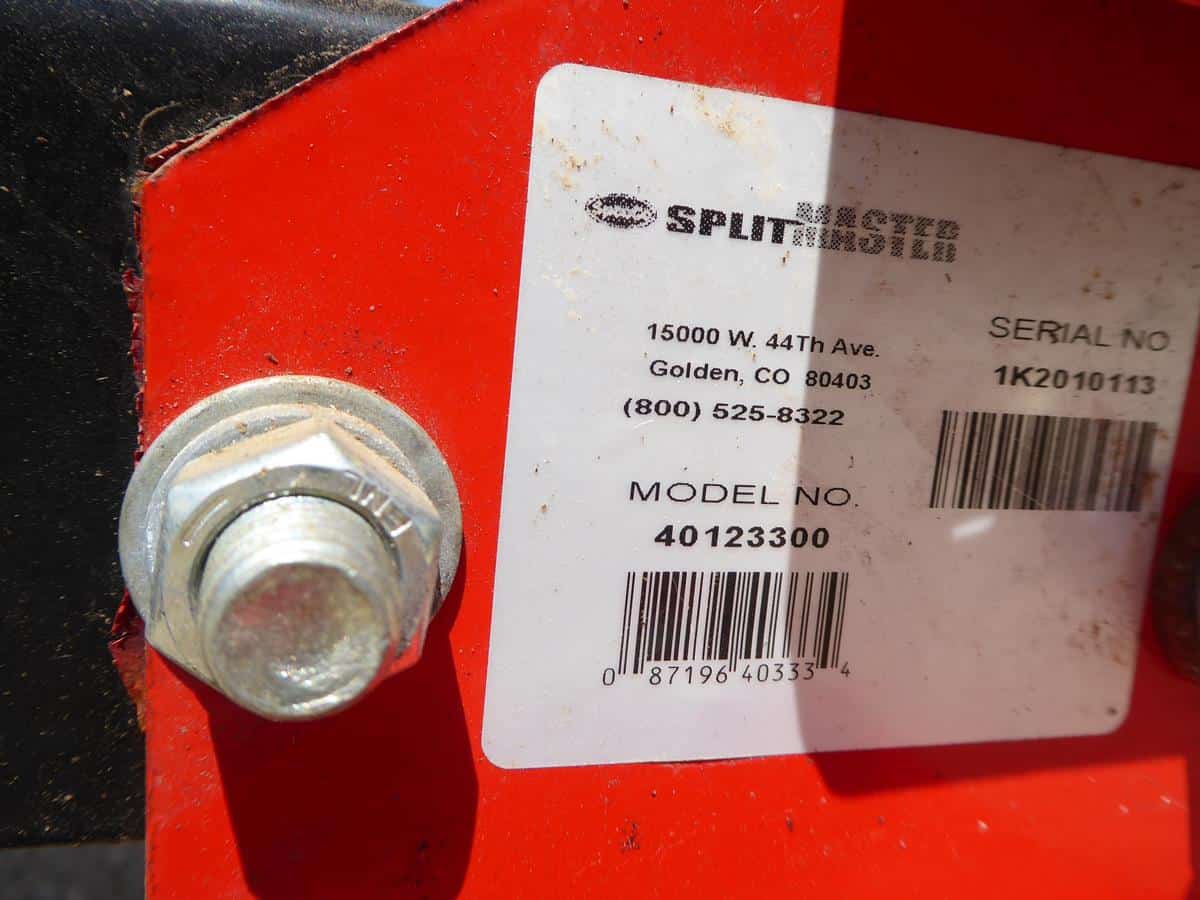 SPLITMASTER
15000 W. 44Th Ave.
Golden, CO 80403
(800) 525-8322
SERIAL NO.
1K2010113
MODEL NO.
40123300
0 87196 40333 4